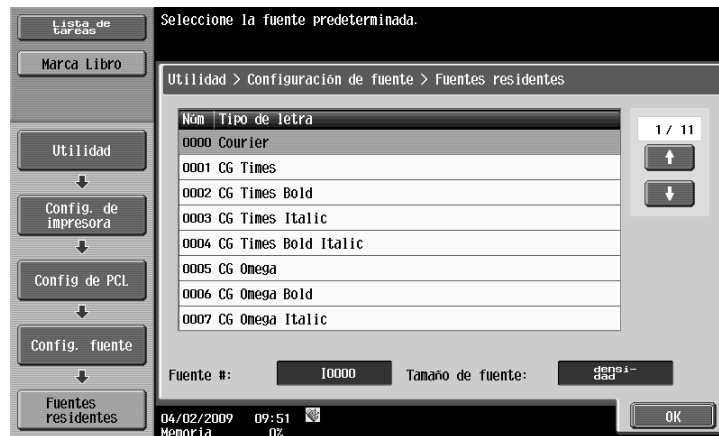 Lista de
tareas
Seleccione la fuente predeterminada.
Marca Libro
Utilidad > Configuración de fuente > Fuentes residentes
Núm Tipo de letra
0000 Courier
0001 CG Times
0002 CG Times Bold
0003 CG Times Italic
0004 CG Times Bold Italic
0005 CG Omega
0006 CG Omega Bold
0007 CG Omega Italic
1/ 11
Utilidad
Config. de
impresora
Config de PCL
Config. fuente
Fuentes
residentes
Fuente #:
I0000
Tamaño de fuente:
densi-
dad
04/02/2009 09:51
Memoria 0%
OK